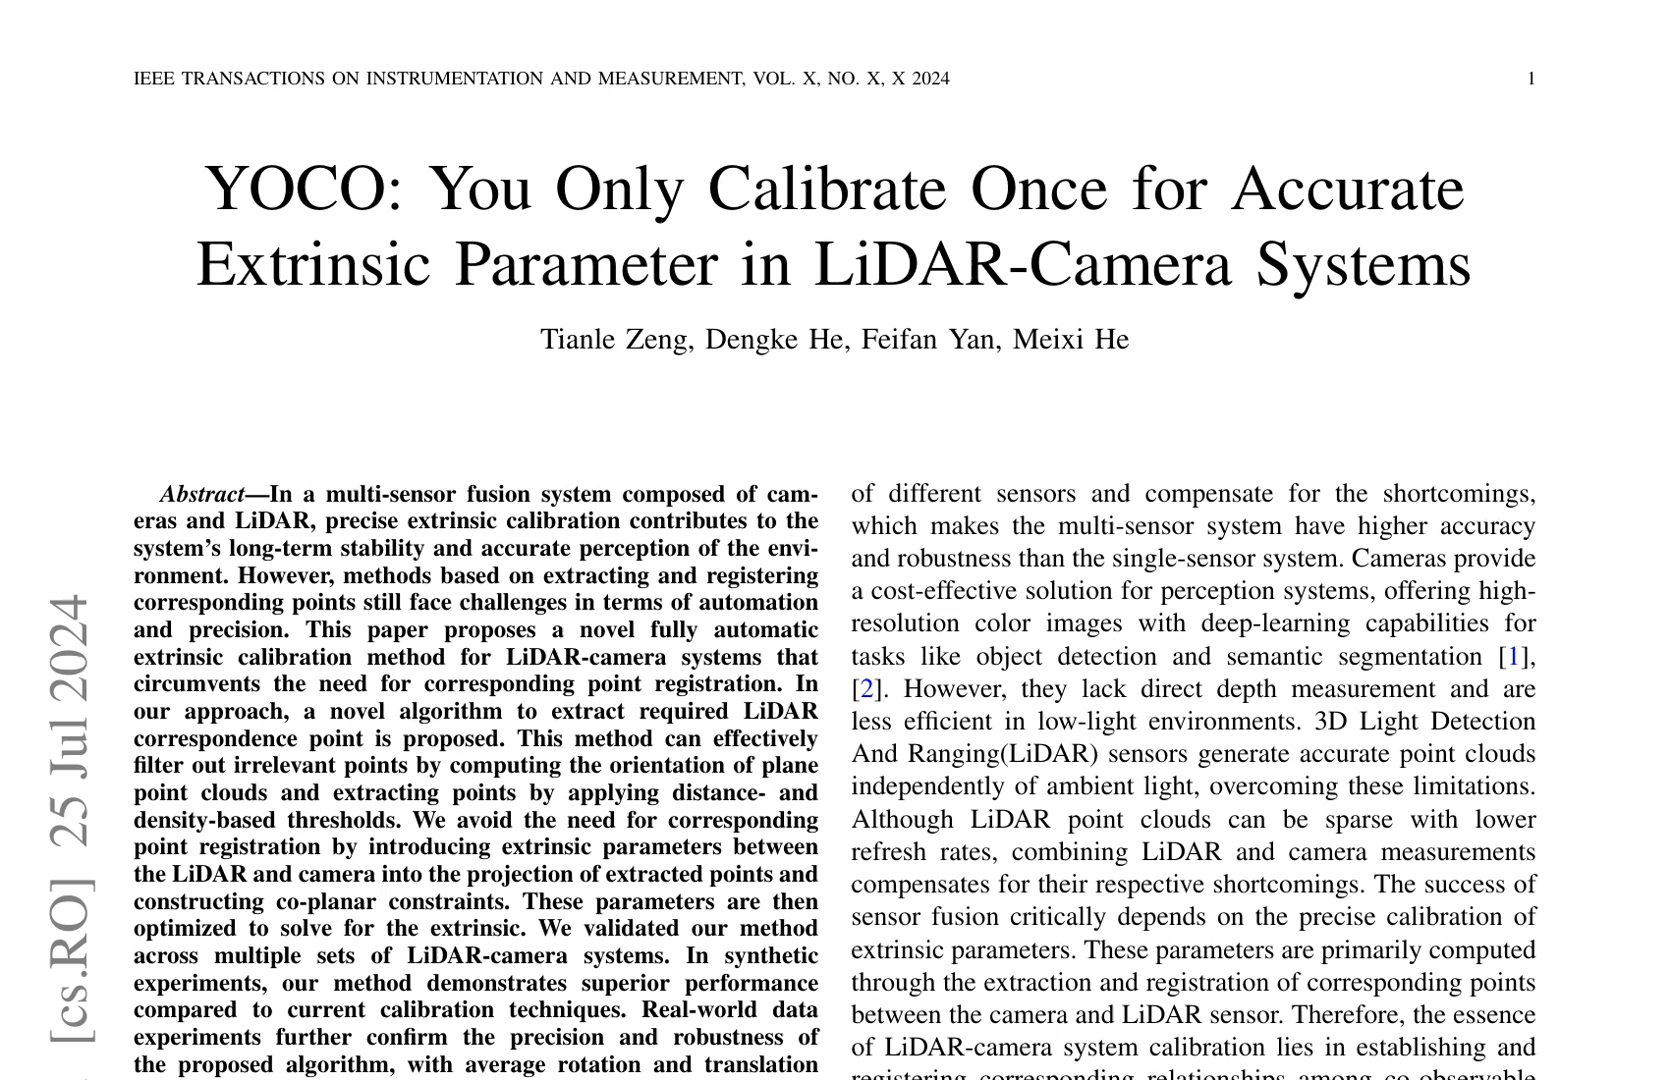 IEEE TRANSACTIONS ON INSTRUMENTATION AND MEASUREMENT, VOL. X, NO. X, X 2024 1
YOCO: You Only Calibrate Once for Accurate
Extrinsic Parameter in LiDAR-Camera Systems
Tianle Zeng, Dengke He, Feifan Yan, Meixi He
Abstract—In a multi-sensor fusion system composed of cam-
eras and LiDAR, precise extrinsic calibration contributes to the
system's long-term stability and accurate perception of the envi-
ronment. However, methods based on extracting and registering
corresponding points still face challenges in terms of automation
and precision. This paper proposes a novel fully automatic
extrinsic calibration method for LiDAR-camera systems that
circumvents the need for corresponding point registration. In
our approach, a novel algorithm to extract required LiDAR
correspondence point is proposed. This method can effectively
filter out irrelevant points by computing the orientation of plane
point clouds and extracting points by applying distance- and
density-based thresholds. We avoid the need for corresponding
point registration by introducing extrinsic parameters between
the LiDAR and camera into the projection of extracted points and
constructing co-planar constraints. These parameters are then
optimized to solve for the extrinsic. We validated our method
across multiple sets of LiDAR-camera systems. In synthetic
experiments, our method demonstrates superior performance
compared to current calibration techniques. Real-world data
experiments further confirm the precision and robustness of
the proposed algorithm, with average rotation and translation
of different sensors and compensate for the shortcomings,
which makes the multi-sensor system have higher accuracy
and robustness than the single-sensor system. Cameras provide
a cost-effective solution for perception systems, offering high-
resolution color images with deep-learning capabilities for
tasks like object detection and semantic segmentation [1],
[2]. However, they lack direct depth measurement and are
less efficient in low-light environments. 3D Light Detection
And Ranging(LiDAR) sensors generate accurate point clouds
independently of ambient light, overcoming these limitations.
Although LiDAR point clouds can be sparse with lower
refresh rates, combining LiDAR and camera measurements
compensates for their respective shortcomings. The success of
sensor fusion critically depends on the precise calibration of
extrinsic parameters. These parameters are primarily computed
through the extraction and registration of corresponding points
between the camera and LiDAR sensor. Therefore, the essence
of LiDAR-camera system calibration lies in establishing and
registering corresponding relationships among co-observable
[cs.RO] 25 Jul 2024